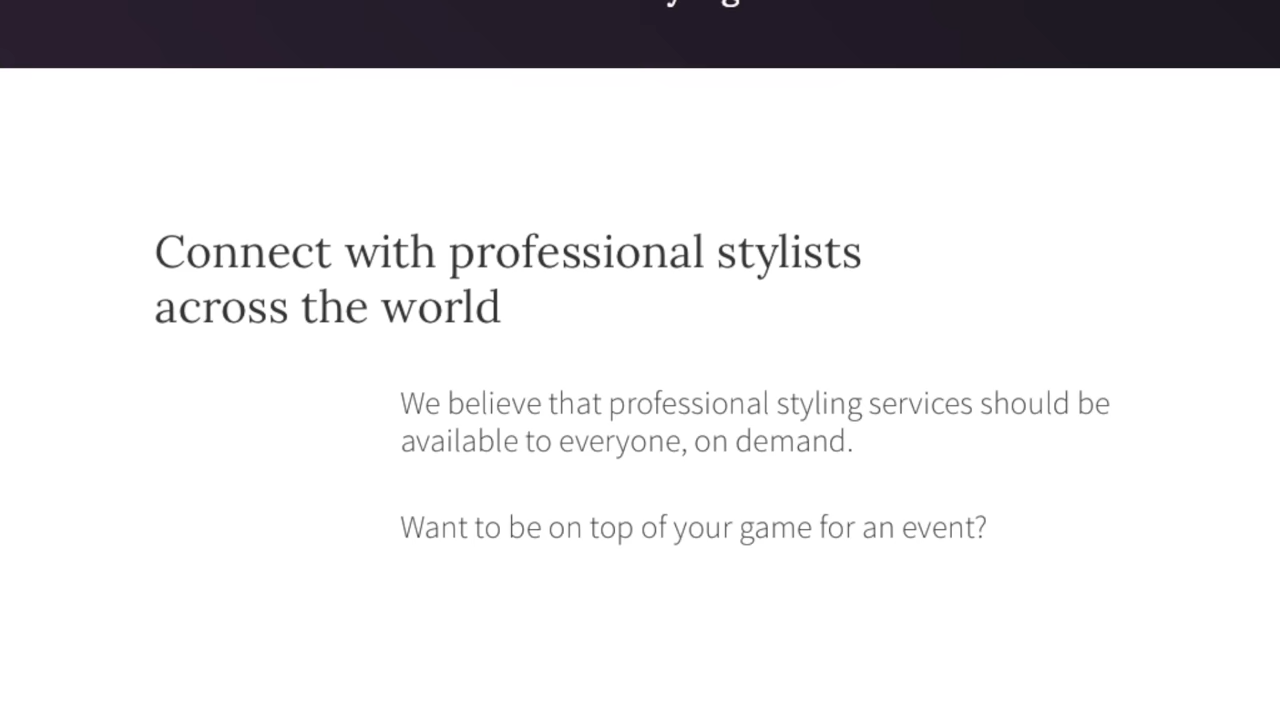 Connect with professional stylists
across the world
We believe that professional styling services should be
available to everyone, on demand.
Want to be on top of your game for an event?